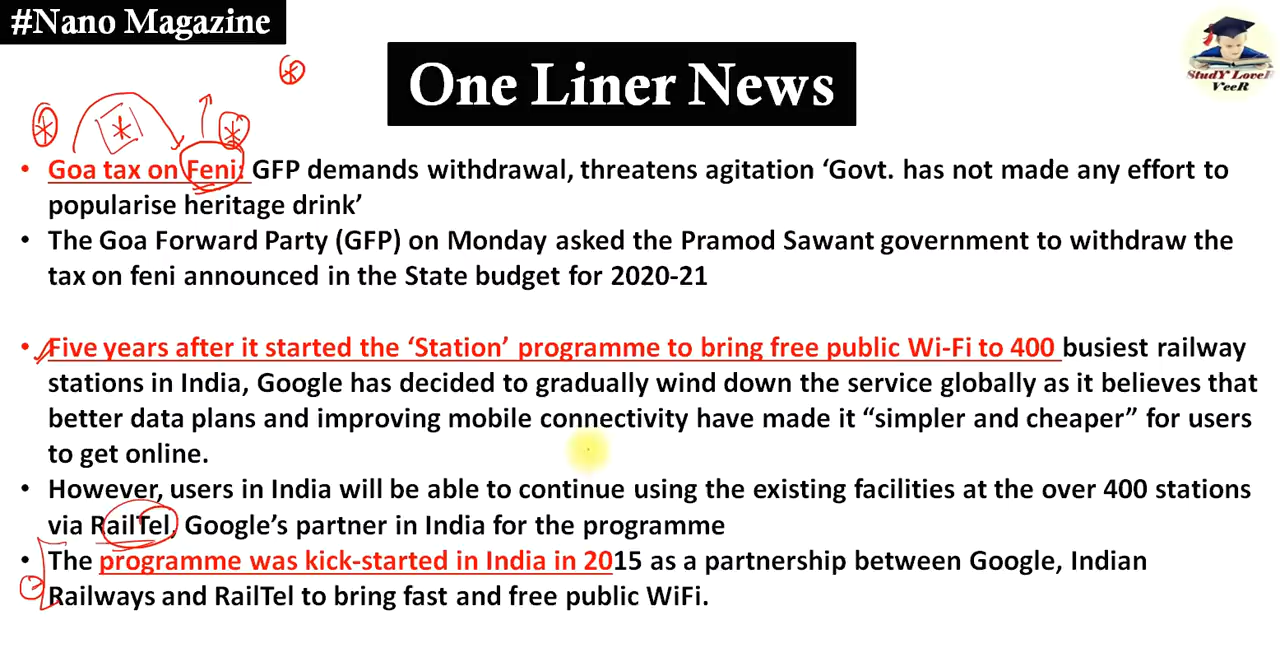 #Nano Magazine
One Liner News
StudY LoveR
VeeR
• Goa tax on Feni: GFP demands withdrawal, threatens agitation ‘Govt. has not made any effort to
popularise heritage drink’
• The Goa Forward Party (GFP) on Monday asked the Pramod Sawant government to withdraw the
tax on feni announced in the State budget for 2020-21
• Five years after it started the ‘Station’ programme to bring free public Wi-Fi to 400 busiest railway
stations in India, Google has decided to gradually wind down the service globally as it believes that
better data plans and improving mobile connectivity have made it “simpler and cheaper” for users
to get online.
• However, users in India will be able to continue using the existing facilities at the over 400 stations
via RailTel, Google’s partner in India for the programme
• The programme was kick-started in India in 2015 as a partnership between Google, Indian
Railways and RailTel to bring fast and free public WiFi.